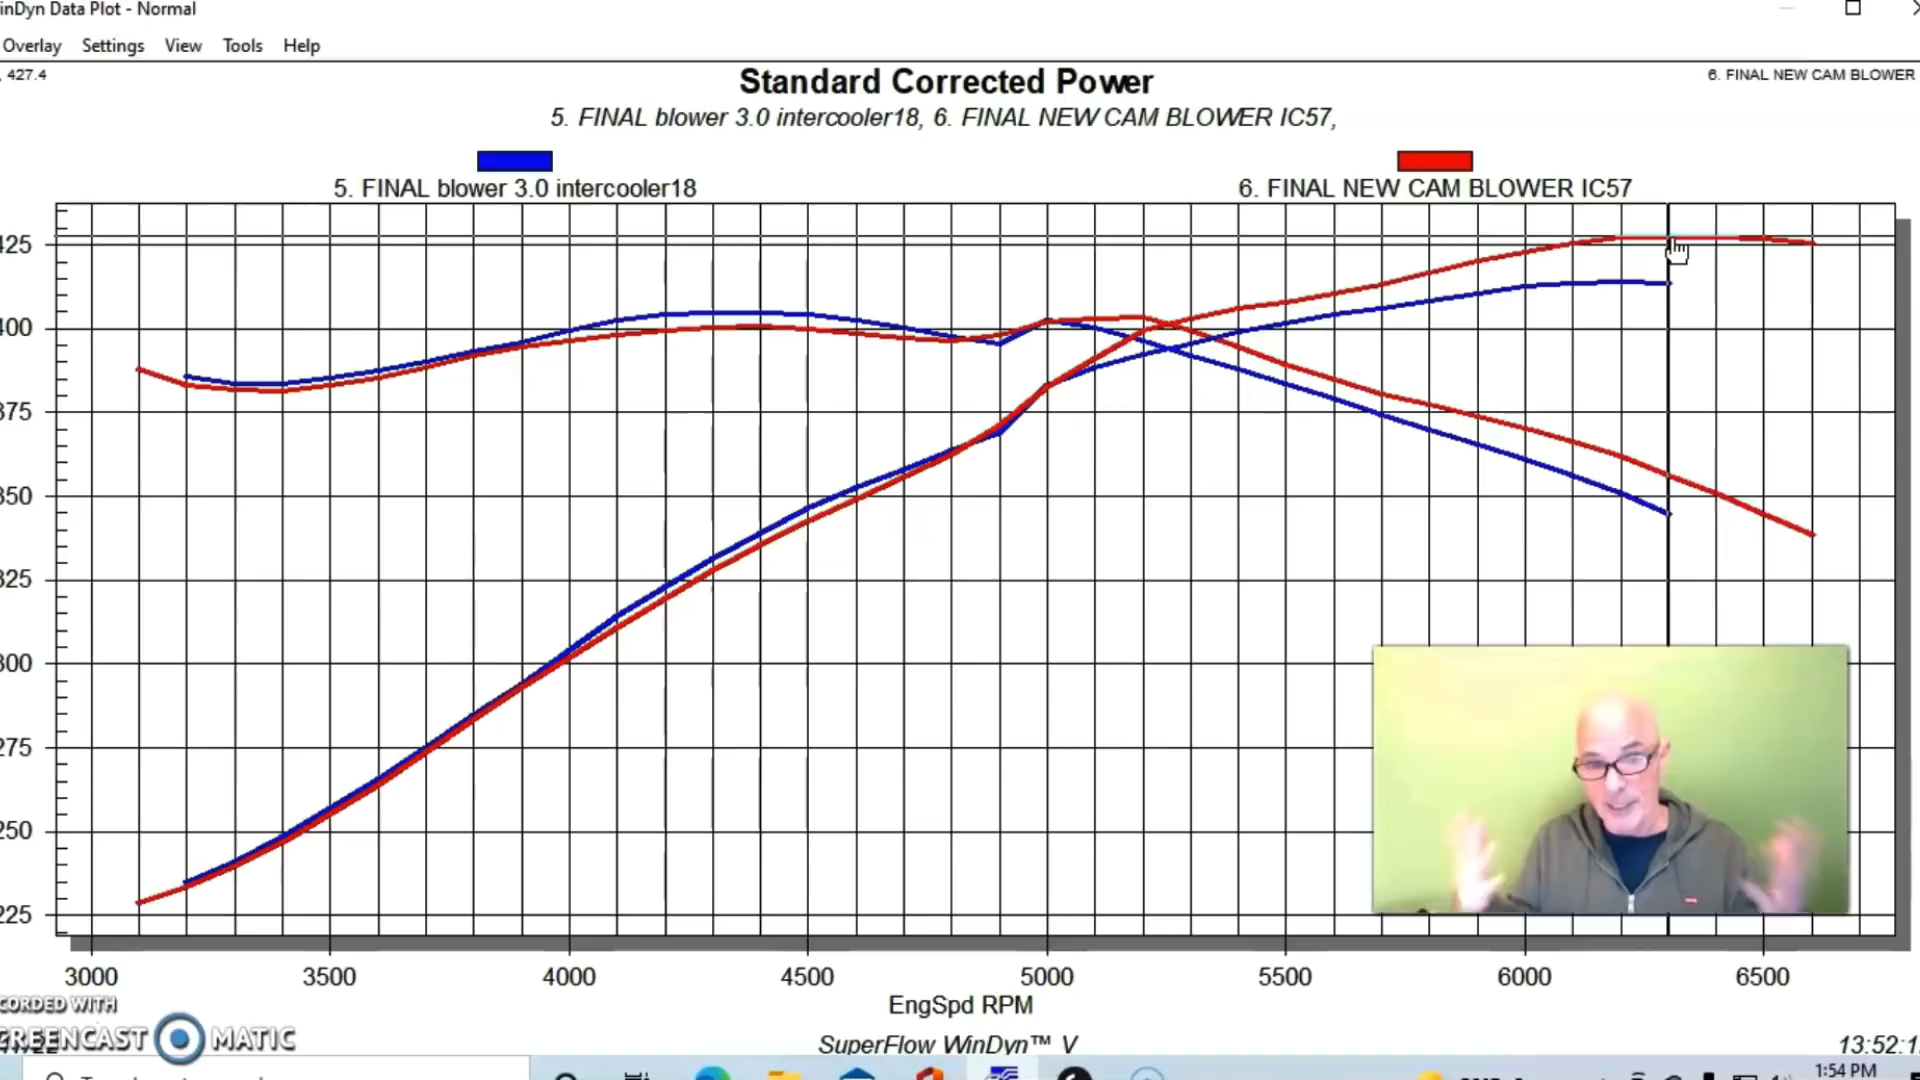 inDyn Data Plot - Normal
Overlay Settings View Tools Help
, 427.4
6. FINAL NEW CAM BLOWER
Standard Corrected Power
5. FINAL blower 3.0 intercooler18, 6. FINAL NEW CAM BLOWER IC57,
5. FINAL blower 3.0 intercooler18
6. FINAL NEW CAM BLOWER IC57
425
400
375
350
325
300
275
250
225
3000 3500 4000 4500 5000 5500 6000 6500
EngSpd RPM
CORDED WITH
CREENCAST MATIC
SuperFlow WinDyn™ V
13:52:1
1:54 PM